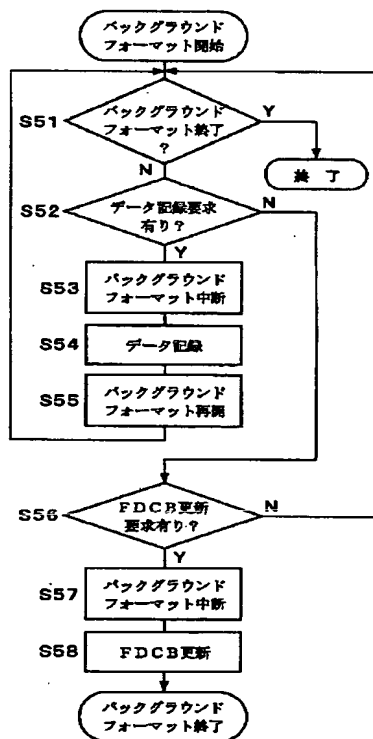 バックグラウンド
フォーマット開始
S51
バックグラウンド
フォーマット終了
?
Y
N
終 了
S52
データ記録要求
有り?
N
Y
S53
バックグラウンド
フォーマット中断
S54
データ記録
S55
バックグラウンド
フォーマット再開
S56
FDCB更新
要求有り?
N
Y
S57
バックグラウンド
フォーマット中断
S58
FDCB更新
バックグラウンド
フォーマット終了